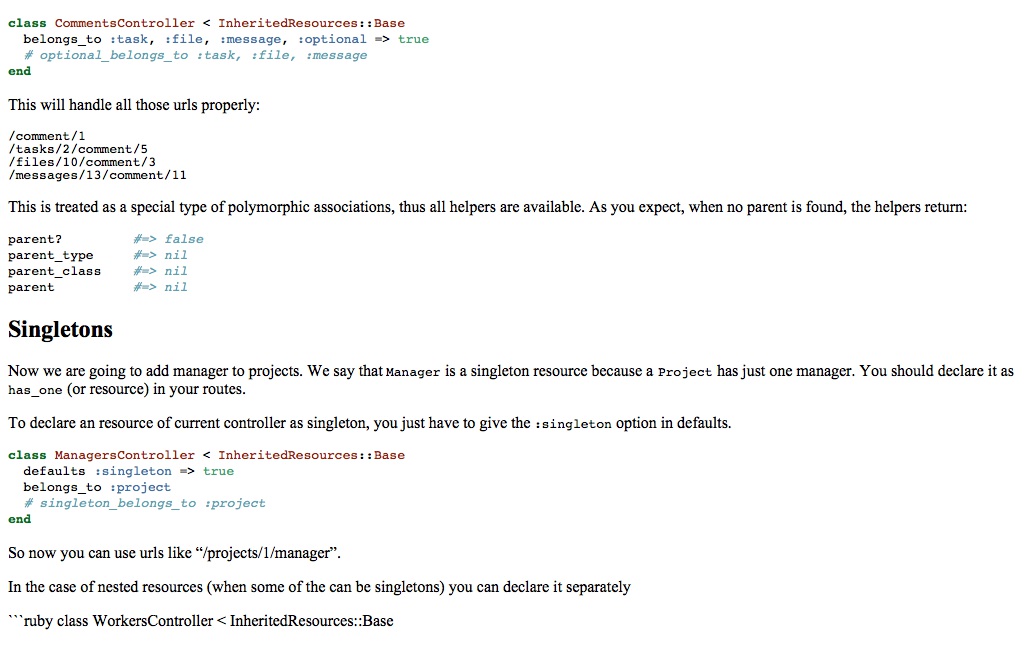 class CommentsController < InheritedResources::Base
  belongs_to :task, :file, :message, :optional => true
  # optional_belongs_to :task, :file, :message
end
This will handle all those urls properly:
/comment/1
/tasks/2/comment/5
/files/10/comment/3
/messages/13/comment/11
This is treated as a special type of polymorphic associations, thus all helpers are available. As you expect, when no parent is found, the helpers return:
parent?         #=> false
parent_type     #=> nil
parent_class    #=> nil
parent          #=> nil
Singletons
Now we are going to add manager to projects. We say that Manager is a singleton resource because a Project has just one manager. You should declare it as
has_one (or resource) in your routes.
To declare an resource of current controller as singleton, you just have to give the :singleton option in defaults.
class ManagersController < InheritedResources::Base
  defaults :singleton => true
  belongs_to :project
  # singleton_belongs_to :project
end
So now you can use urls like “/projects/1/manager”.
In the case of nested resources (when some of the can be singletons) you can declare it separately
```ruby class WorkersController < InheritedResources::Base